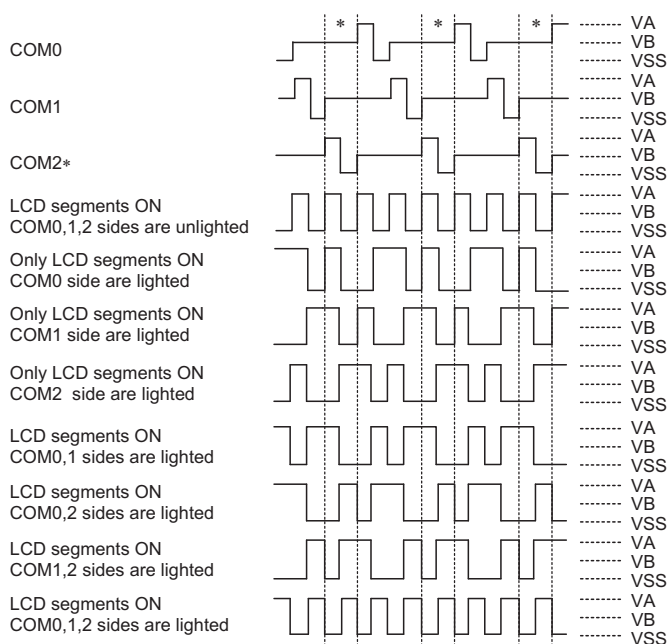 * * *
COM0
VA
VB
VSS
COM1
VA
VB
VSS
COM2*
VA
VB
VSS
LCD segments ON
COM0,1,2 sides are unlighted
VA
VB
VSS
Only LCD segments ON
COM0 side are lighted
VA
VB
VSS
Only LCD segments ON
COM1 side are lighted
VA
VB
VSS
Only LCD segments ON
COM2 side are lighted
VA
VB
VSS
LCD segments ON
COM0,1 sides are lighted
VA
VB
VSS
LCD segments ON
COM0,2 sides are lighted
VA
VB
VSS
LCD segments ON
COM1,2 sides are lighted
VA
VB
VSS
LCD segments ON
COM0,1,2 sides are lighted
VA
VB
VSS